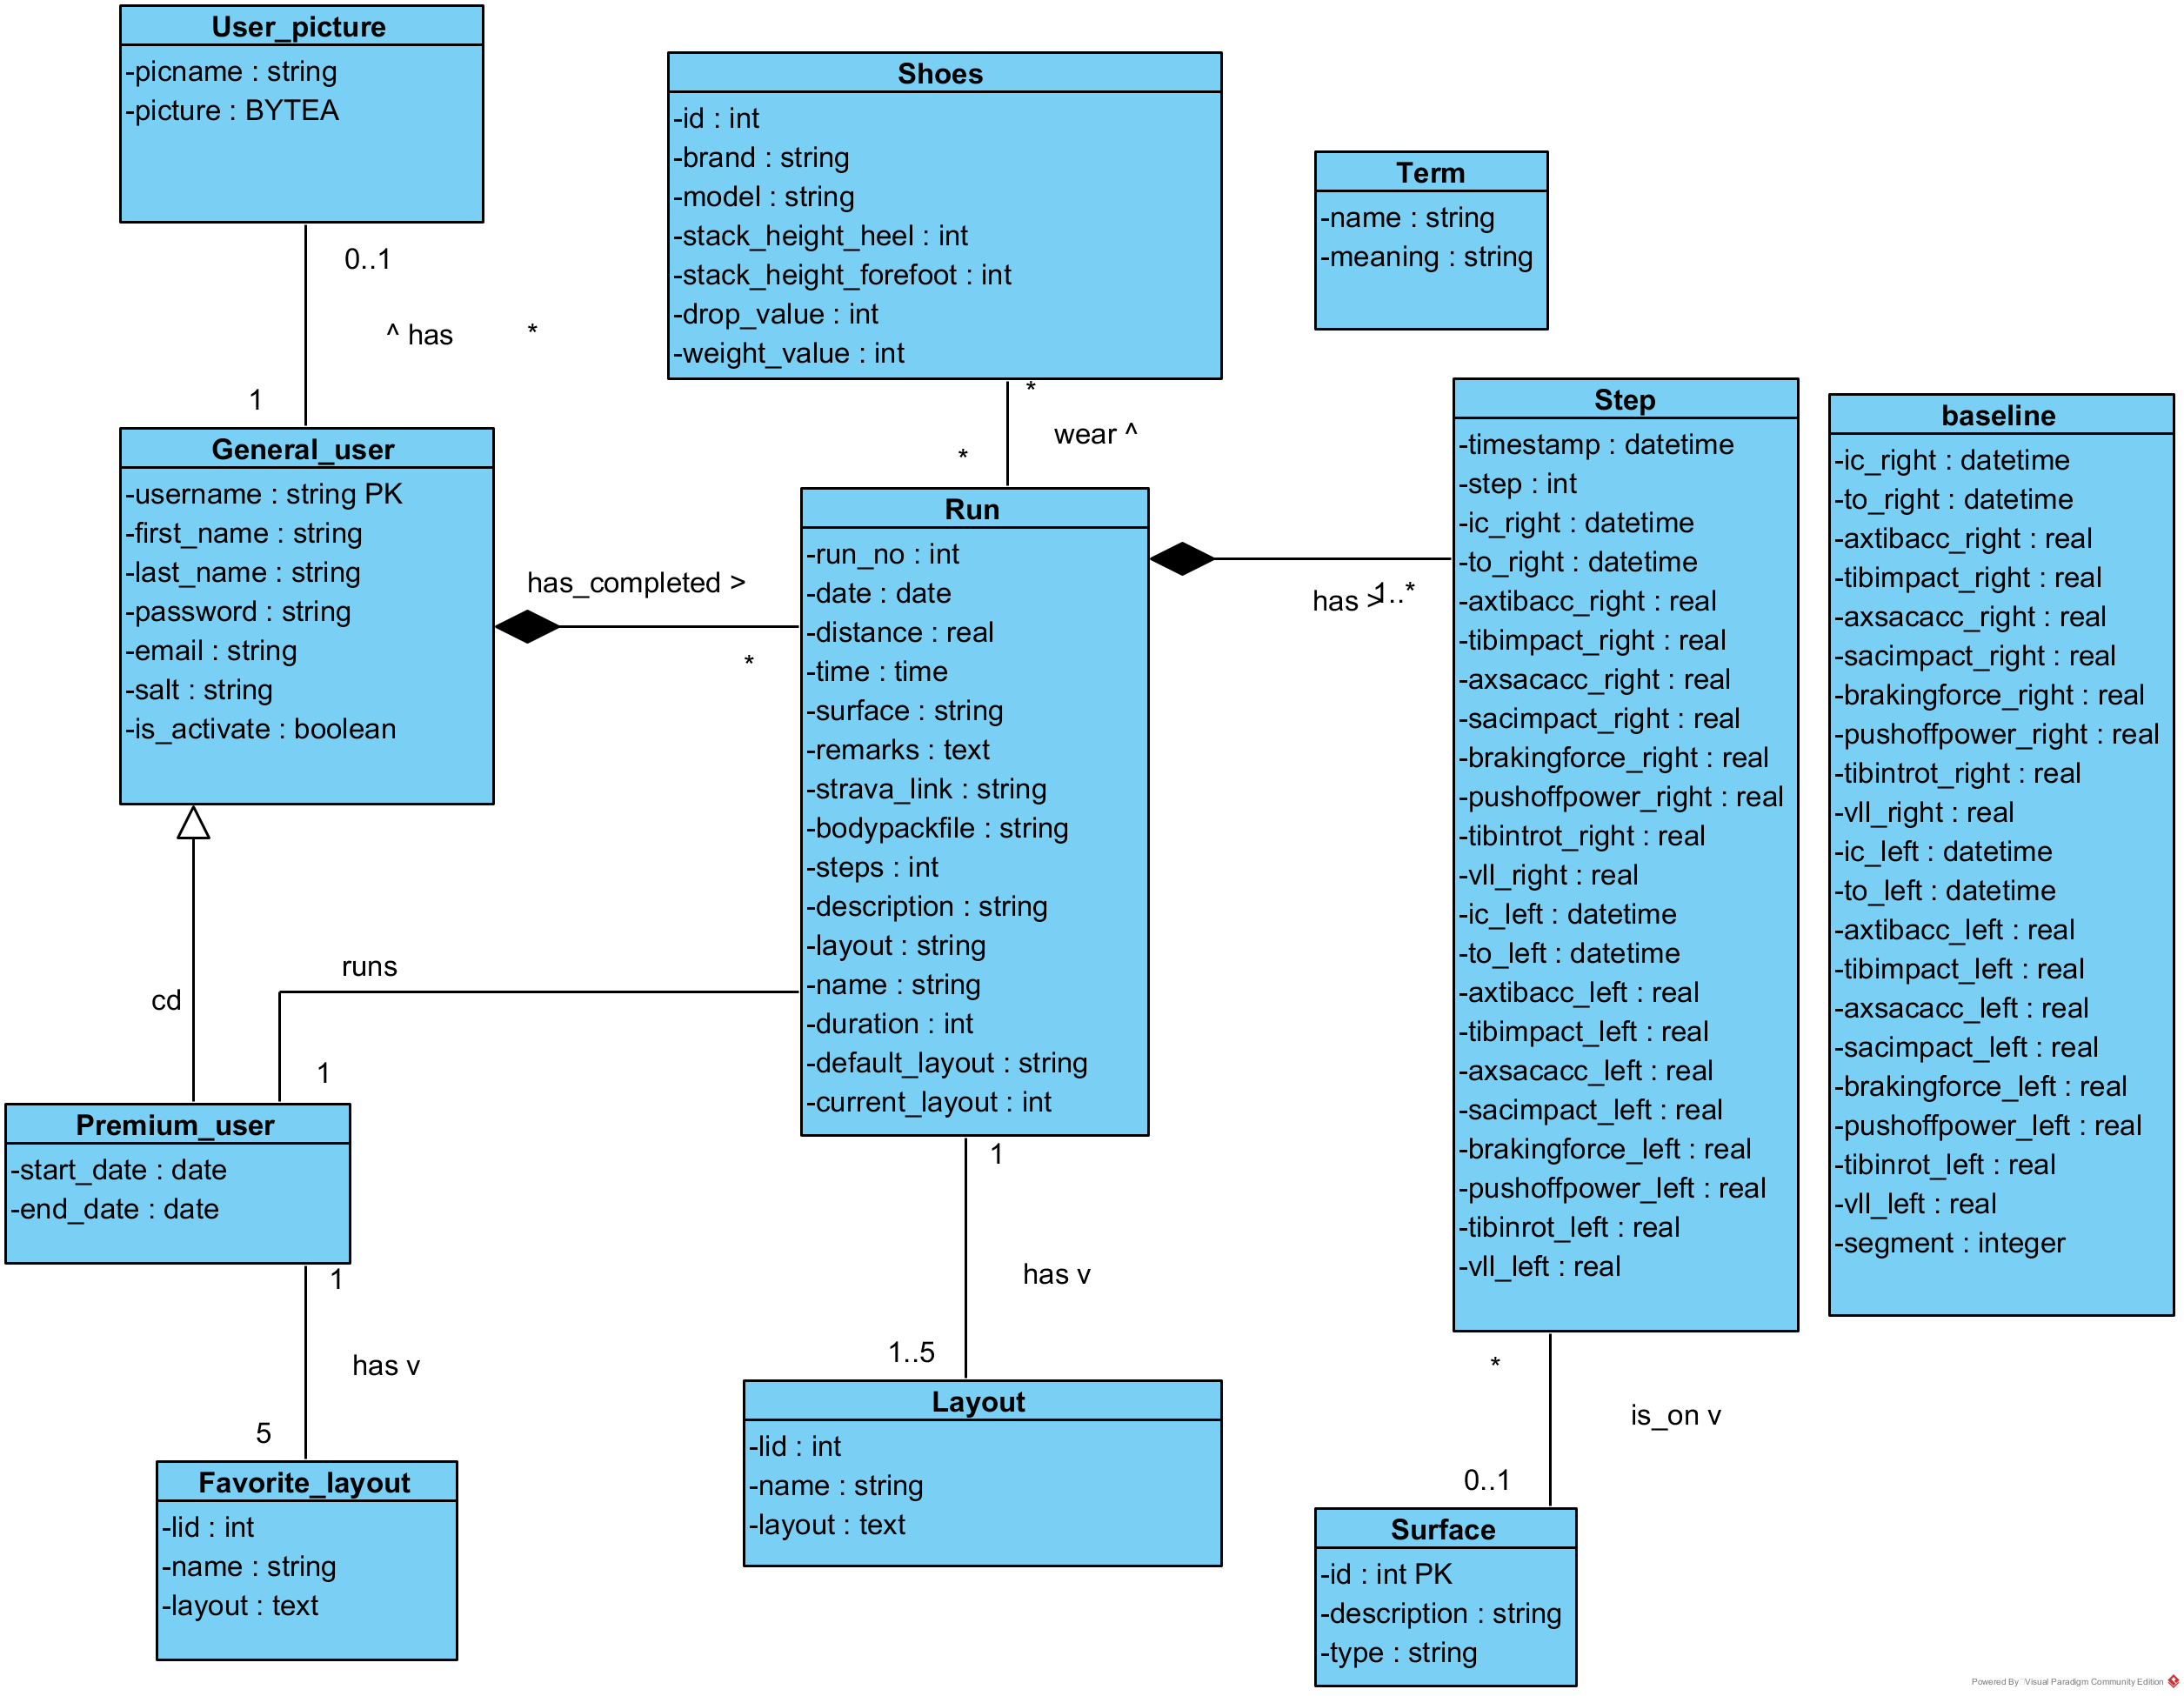 User_picture
-picname : string
-picture : BYTEA
0..1
^ has
*
1
General_user
-username : string PK
-first_name : string
-last_name : string
-password : string
-email : string
-salt : string
-is_activate : boolean
has_completed >
*
cd
runs
1
Premium_user
-start_date : date
-end_date : date
1
has v
5
Favorite_layout
-lid : int
-name : string
-layout : text
Shoes
-id : int
-brand : string
-model : string
-stack_height_heel : int
-stack_height_forefoot : int
-drop_value : int
-weight_value : int
*
wear ^
*
Run
-run_no : int
-date : date
-distance : real
-time : time
-surface : string
-remarks : text
-strava_link : string
-bodypackfile : string
-steps : int
-description : string
-layout : string
-name : string
-duration : int
-default_layout : string
-current_layout : int
1
has v
1..5
Layout
-lid : int
-name : string
-layout : text
Term
-name : string
-meaning : string
has >
1..*
Step
-timestamp : datetime
-step : int
-ic_right : datetime
-to_right : datetime
-axtibacc_right : real
-tibimpact_right : real
-axsacacc_right : real
-sacimpact_right : real
-brakingforce_right : real
-pushoffpower_right : real
-tibintrot_right : real
-vll_right : real
-ic_left : datetime
-to_left : datetime
-axtibacc_left : real
-tibimpact_left : real
-axsacacc_left : real
-sacimpact_left : real
-brakingforce_left : real
-pushoffpower_left : real
-tibinrot_left : real
-vll_left : real
*
is_on v
0..1
Surface
-id : int PK
-description : string
-type : string
baseline
-ic_right : datetime
-to_right : datetime
-axtibacc_right : real
-tibimpact_right : real
-axsacacc_right : real
-sacimpact_right : real
-brakingforce_right : real
-pushoffpower_right : real
-tibintrot_right : real
-vll_right : real
-ic_left : datetime
-to_left : datetime
-axtibacc_left : real
-tibimpact_left : real
-axsacacc_left : real
-sacimpact_left : real
-brakingforce_left : real
-pushoffpower_left : real
-tibinrot_left : real
-vll_left : real
-segment : integer
Powered By Visual Paradigm Community Edition